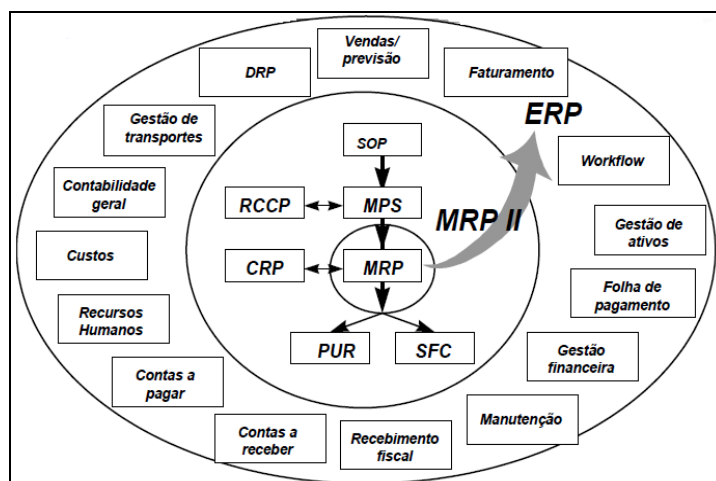 Vendas/
previsão
DRP
Faturamento
ERP
Gestão de
transportes
SOP
Workflow
Contabilidade
geral
RCCP
MPS
MRP II
Gestão de
ativos
Custos
CRP
MRP
Folha de
pagamento
Recursos
Humanos
PUR
SFC
Gestão
financeira
Contas a
pagar
Manutenção
Contas a
receber
Recebimento
fiscal